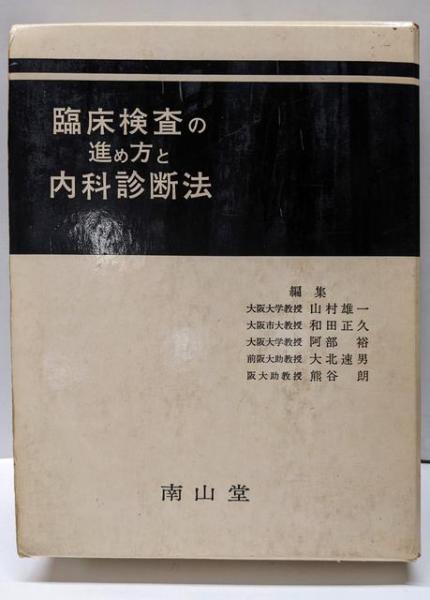 臨床検査の
進め方と
内科診断法
編集
大阪大学教授 山村雄一
大阪市大教授 和田正久
大阪大学教授 阿部 裕
前阪大助教授 大北速男
阪大助教授 熊谷 朗
南山堂